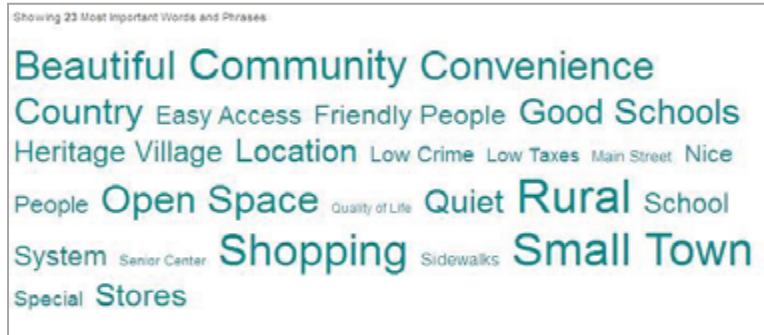 Showing 23 Most Important Words and Phrases
Beautiful Community Convenience
Country Easy Access Friendly People Good Schools
Heritage Village Location Low Crime Low Taxes Main Street Nice
People Open Space Quality of Life Quiet Rural School
System Senior Center Shopping Sidewalks Small Town
Special Stores